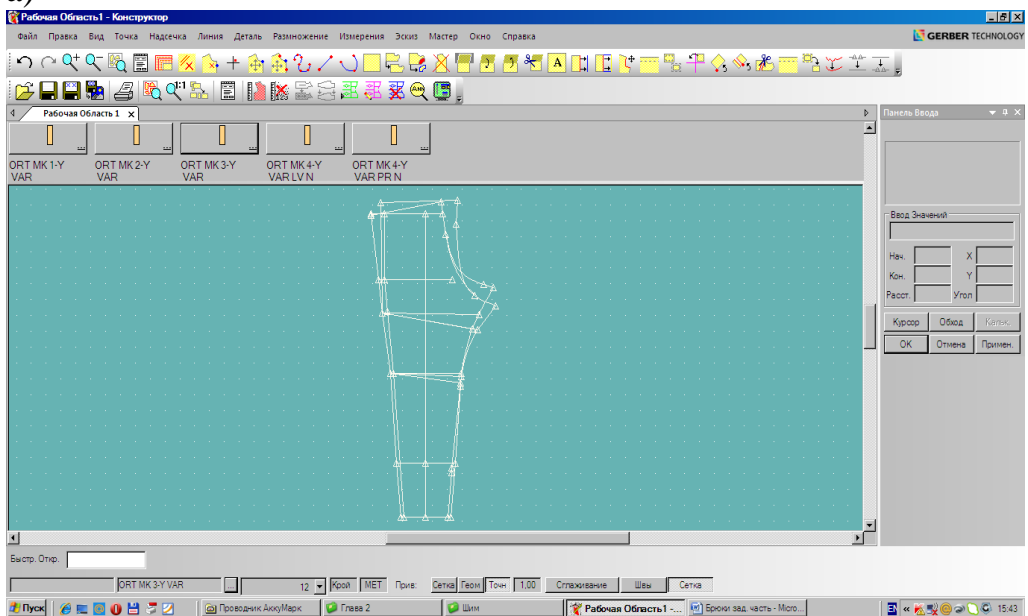 Рабочая Область1 - Конструктор
Файл Правка Вид Точка Надсечка Линия Деталь Размножение Измерения Эскиз Мастер Окно Справка
GERBER TECHNOLOGY
Рабочая Область 1 x
Панель Ввода
ORT MK 1-Y VAR
ORT MK 2-Y VAR
ORT MK 3-Y VAR
ORT MK 4-Y VAR LV N
ORT MK 4-Y VAR PR N
Ввод Значений
Нач. X
Кон. Y
Расст. Угол
Курсор Обход Кальк.
OK Отмена Примен.
Быстр. Откр.
ORT MK 3-Y VAR ... 12 Крой МЕТ Прив: Сетка Геом Точн 1,00 Сглаживание Швы Сетка
Пуск Проводник АккуМарк Глава 2 Шим Рабочая Область1 -... Брюки зад. часть - Micro... 15:43